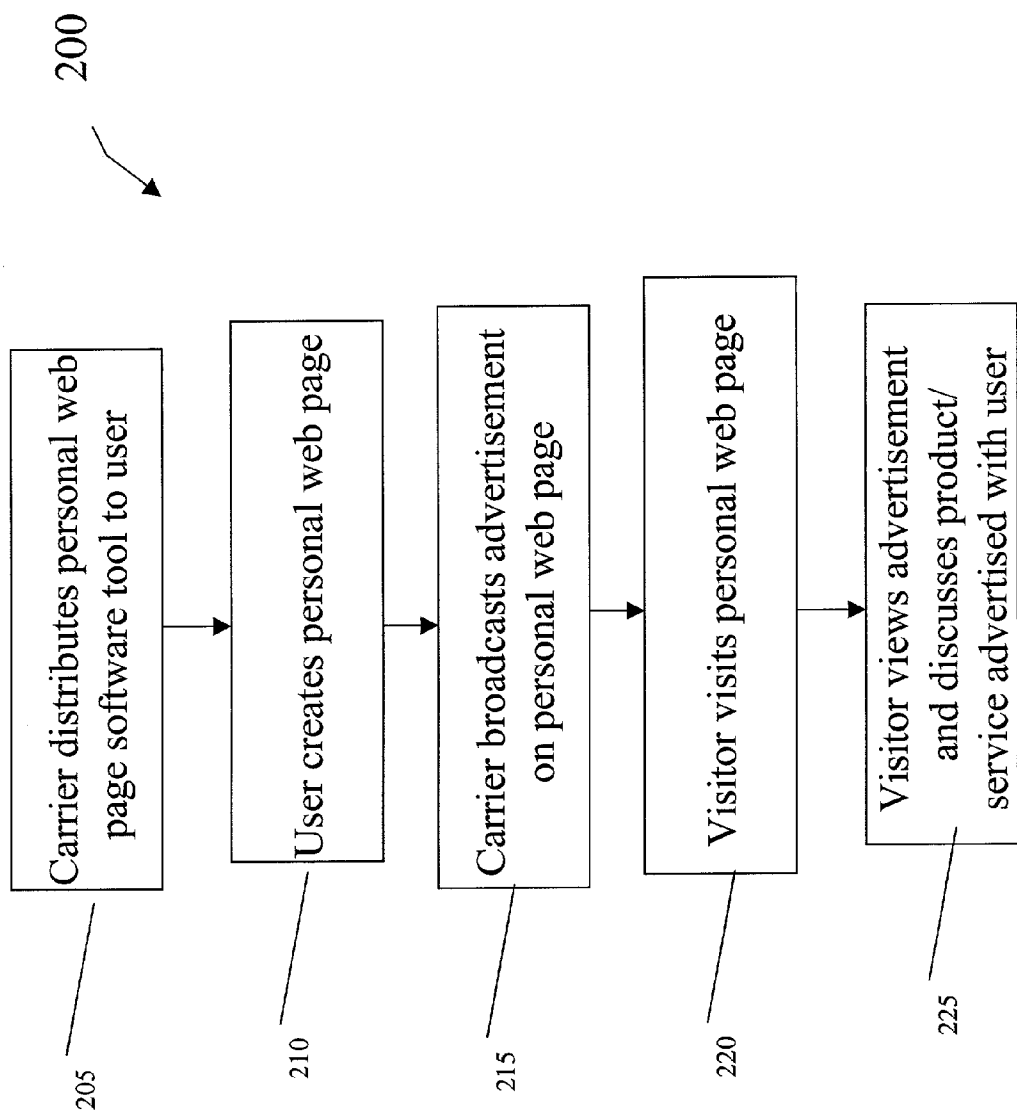 200
205
Carrier distributes personal web
page software tool to user
210
User creates personal web page
215
Carrier broadcasts advertisement
on personal web page
220
Visitor visits personal web page
225
Visitor views advertisement
and discusses product/
service advertised with user